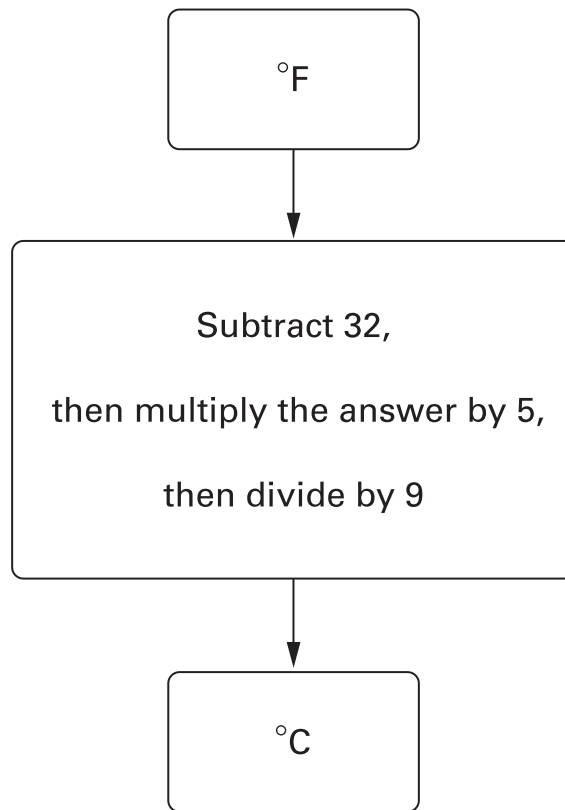 °F
Subtract 32,
then multiply the answer by 5,
then divide by 9
°C